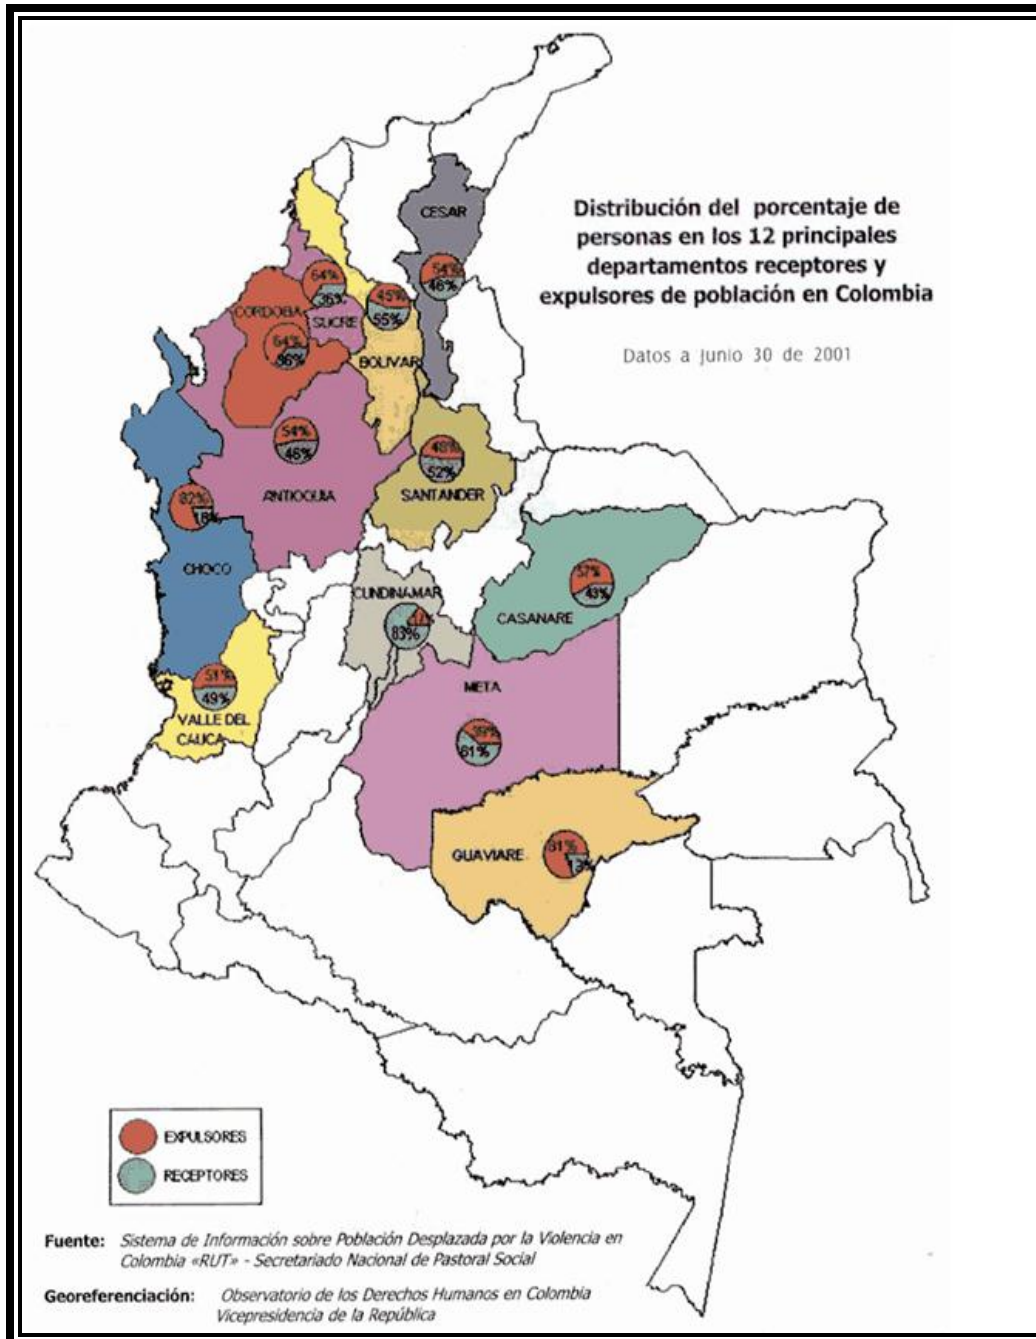 Distribución del porcentaje de
personas en los 12 principales
departamentos receptores y
expulsores de población en Colombia
Datos a Junio 30 de 2001
CESAR
54%
46%
64%
36%
SUCRE
CORDOBA
64%
36%
45%
55%
BOLIVAR
54%
46%
ANTIOQUIA
48%
52%
SANTANDER
82%
18%
CHOCO
CUNDINAMAR
83%
57%
43%
CASANARE
51%
49%
VALLE DEL
CAUCA
META
39%
61%
GUAVIARE
81%
EXPULSORES
RECEPTORES
Fuente: Sistema de Información sobre Población Desplazada por la Violencia en
Colombia «RUT» - Secretariado Nacional de Pastoral Social
Georeferenciación: Observatorio de los Derechos Humanos en Colombia
Vicepresidencia de la República